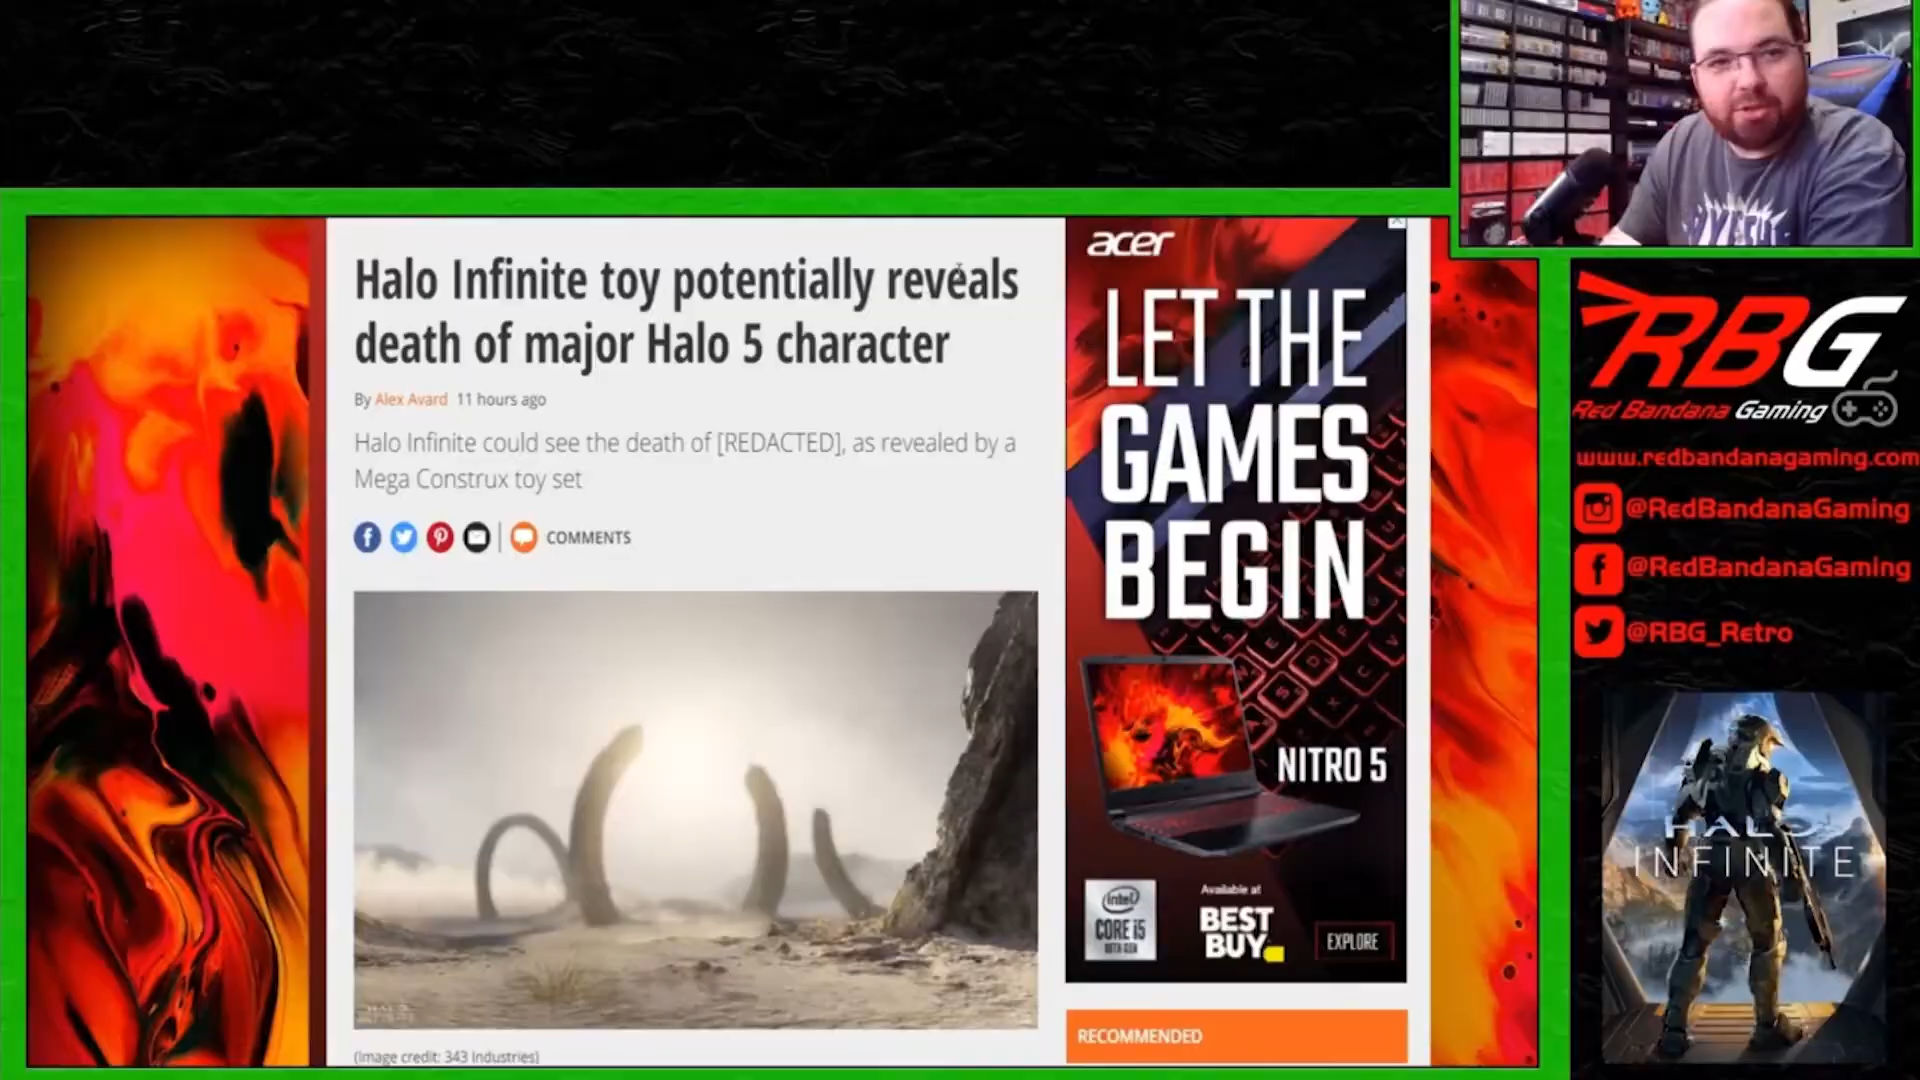 Halo Infinite toy potentially reveals
death of major Halo 5 character
By Alex Avard 11 hours ago
Halo Infinite could see the death of [REDACTED], as revealed by a
Mega Construx toy set
COMMENTS
(Image credit: 343 Industries)
acer
LET THE
GAMES
BEGIN
NITRO 5
intel
CORE i5
Available at
BEST
BUY
EXPLORE
RECOMMENDED
RBG
Red Bandana Gaming
www.redbandanagaming.com
@RedBandanaGaming
@RedBandanaGaming
@RBG_Retro
HALO
INFINITE